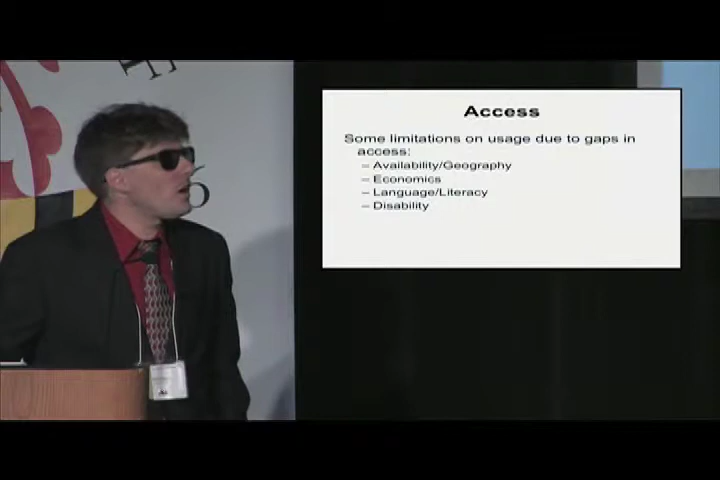 Access
Some limitations on usage due to gaps in
access:
– Availability/Geography
– Economics
– Language/Literacy
– Disability